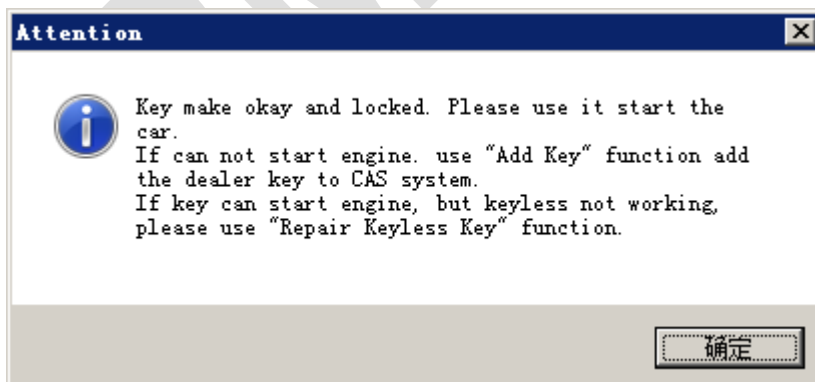 Attention
Key make okay and locked. Please use it start the
car.
If can not start engine. use "Add Key" function add
the dealer key to CAS system.
If key can start engine, but keyless not working,
please use "Repair Keyless Key" function.
确定